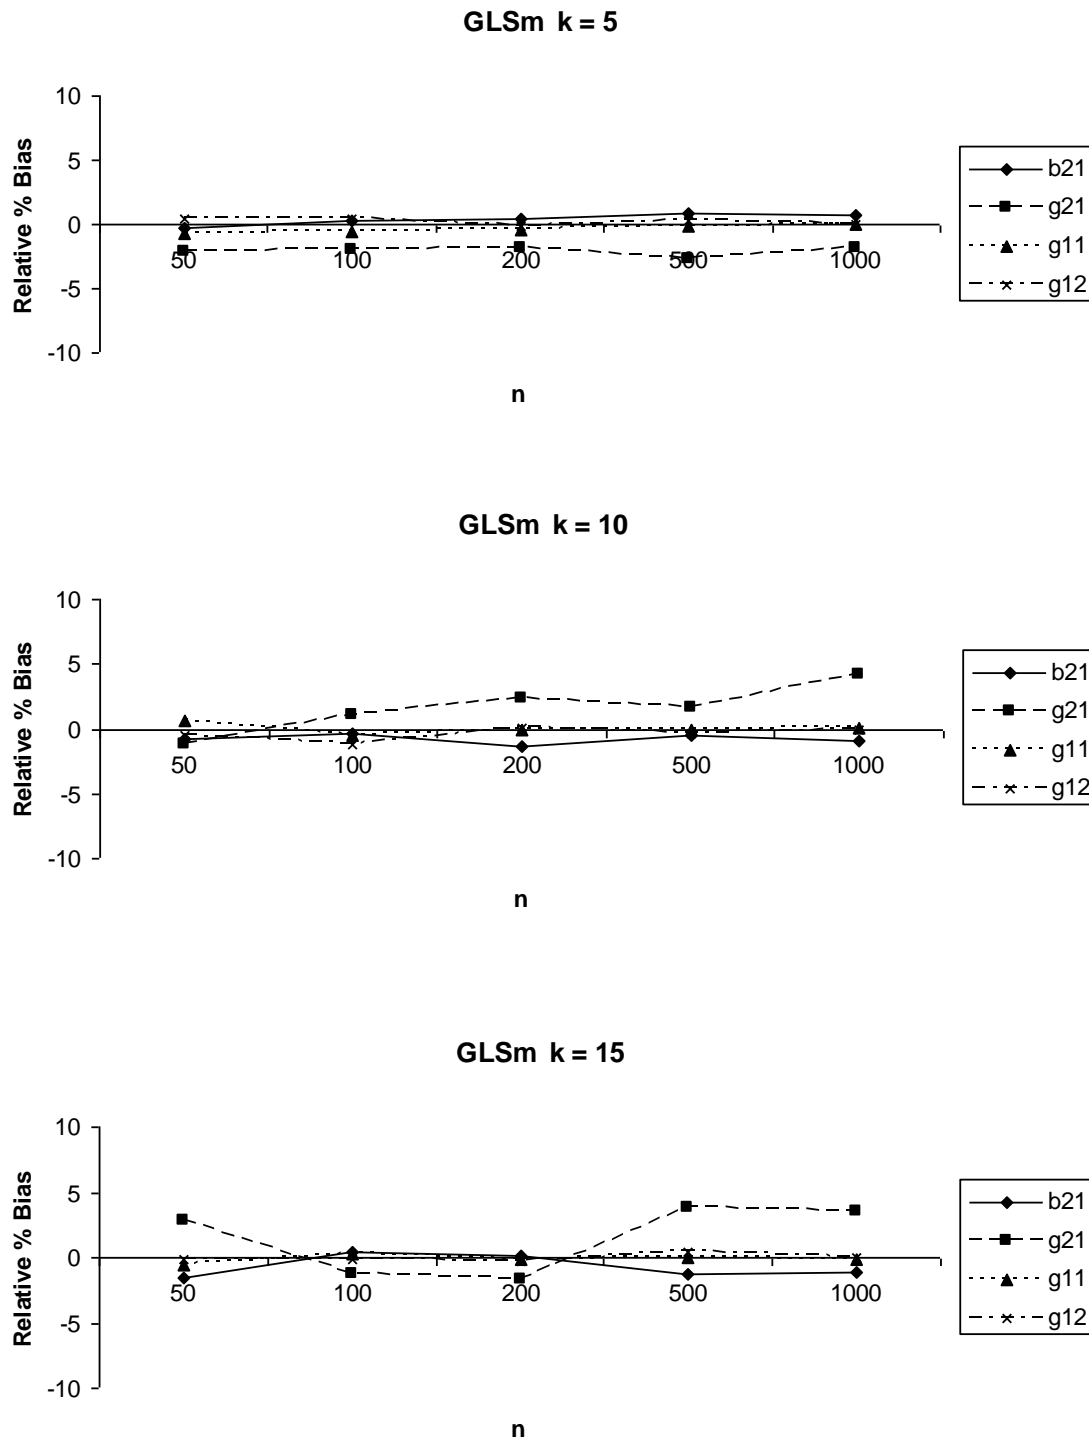 GLSm k = 5
10
5
0
-5
-10
Relative % Bias
50 100 200 500 1000
n
b21
g21
g11
g12
GLSm k = 10
10
5
0
-5
-10
Relative % Bias
50 100 200 500 1000
n
b21
g21
g11
g12
GLSm k = 15
10
5
0
-5
-10
Relative % Bias
50 100 200 500 1000
n
b21
g21
g11
g12